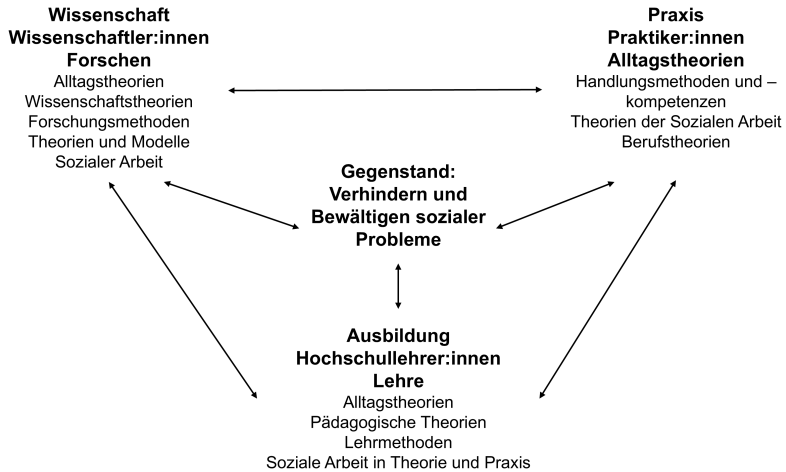 Wissenschaft
Wissenschaftler:innen
Forschen
Alltagstheorien
Wissenschaftstheorien
Forschungsmethoden
Theorien und Modelle
Sozialer Arbeit
Praxis
Praktiker:innen
Alltagstheorien
Handlungsmethoden und –
kompetenzen
Theorien der Sozialen Arbeit
Berufstheorien
Gegenstand:
Verhindern und
Bewältigen sozialer
Probleme
Ausbildung
Hochschullehrer:innen
Lehre
Alltagstheorien
Pädagogische Theorien
Lehrmethoden
Soziale Arbeit in Theorie und Praxis